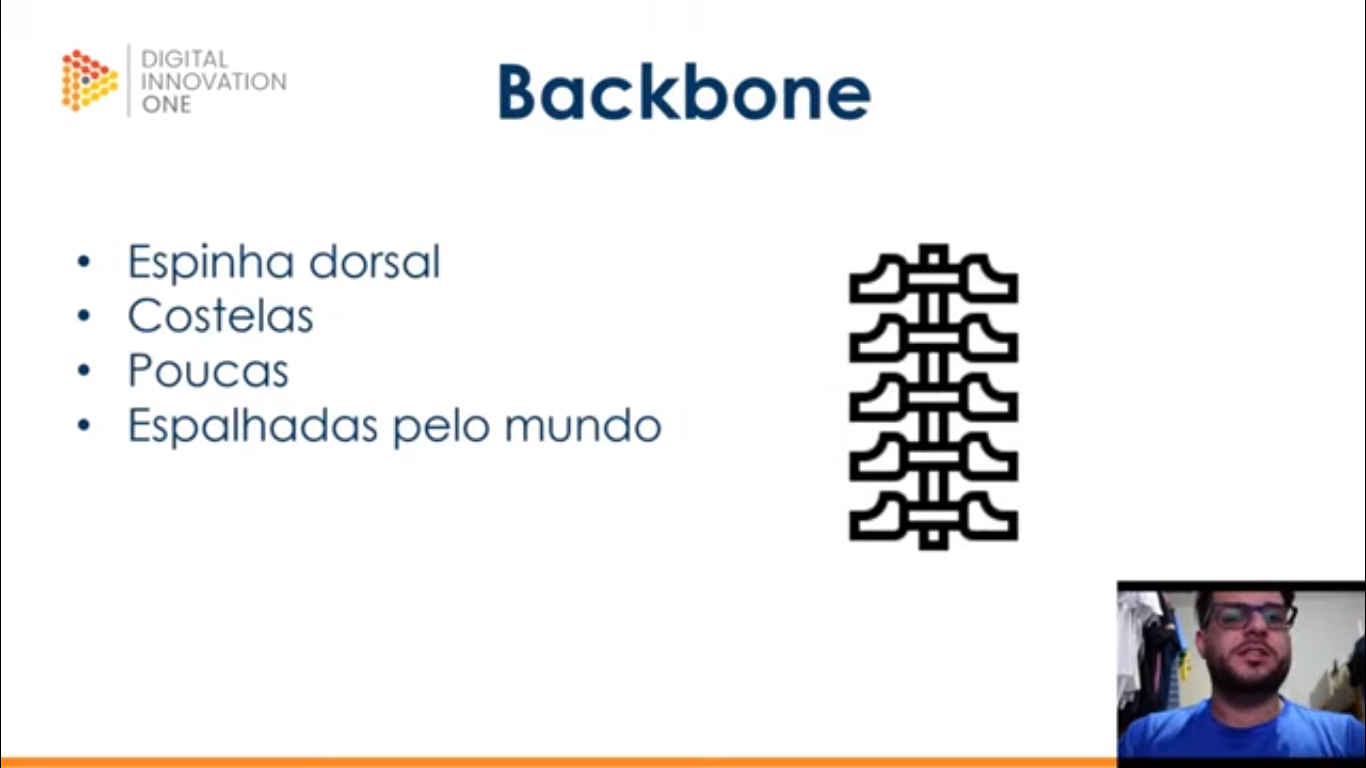 DIGITAL
INNOVATION
ONE
Backbone
• Espinha dorsal
• Costelas
• Poucas
• Espalhadas pelo mundo